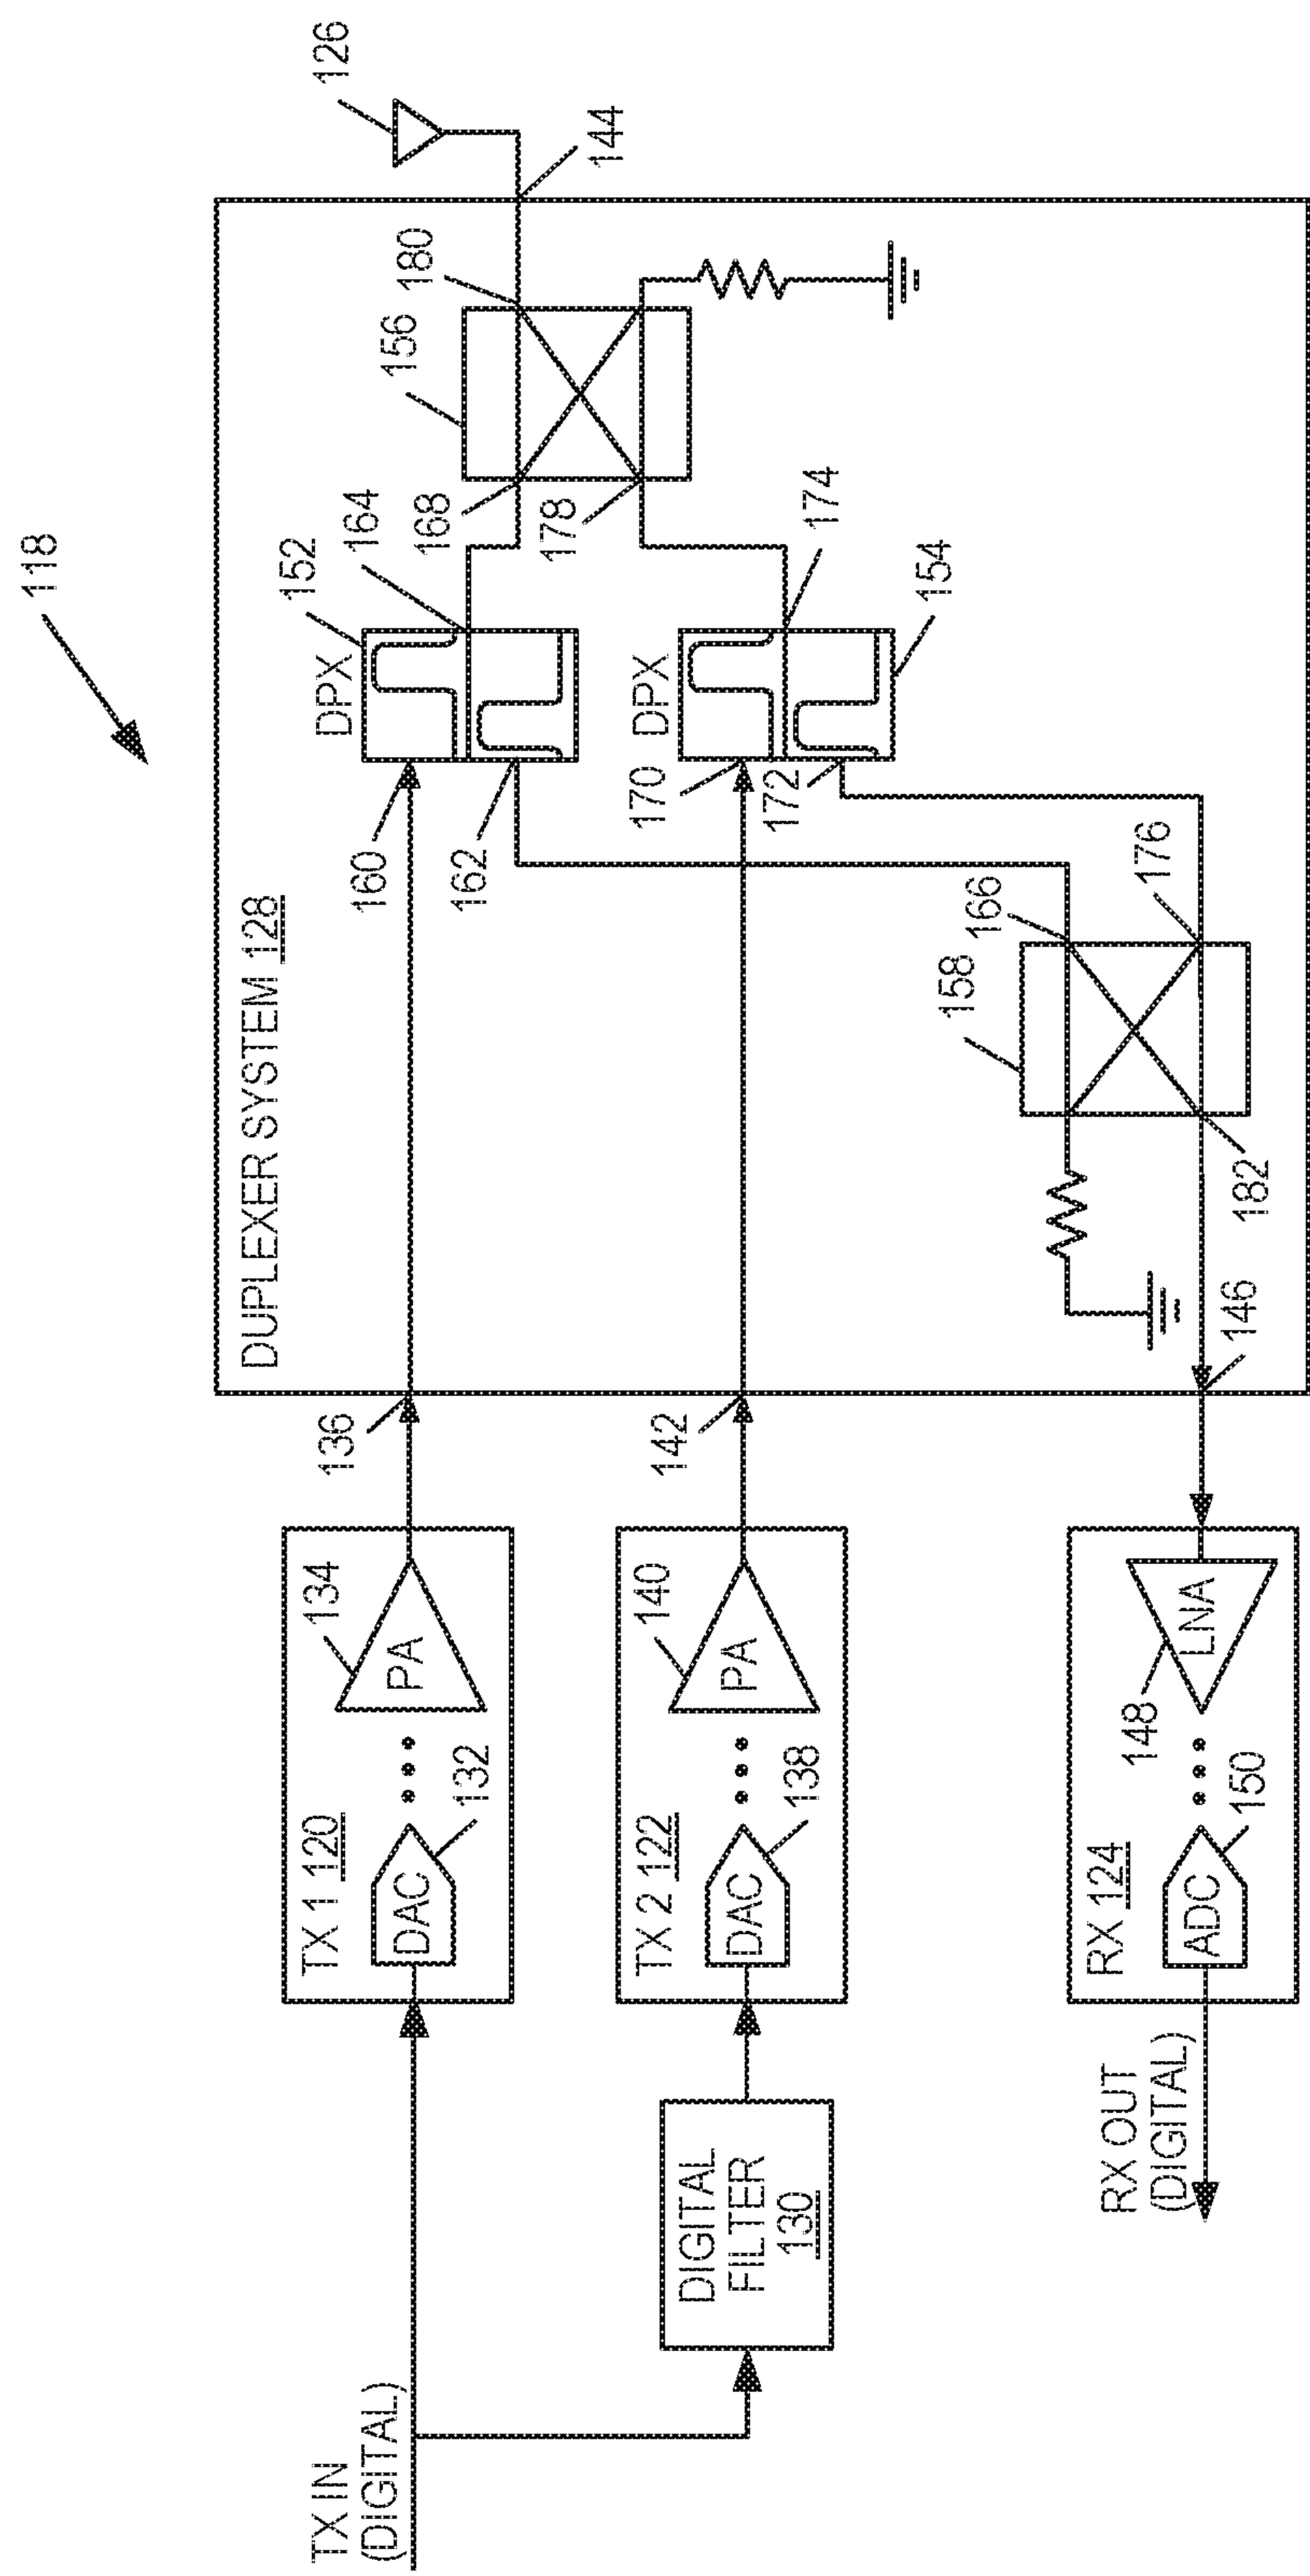 118
126
DUPLEXER SYSTEM 128
144
180
156
152
164
168
178
DPX
160
162
DPX
174
154
170
172
166
176
158
182
TX IN
(DIGITAL)
TX 1 120
DAC
132
134
PA
136
DIGITAL
FILTER
130
TX 2 122
DAC
138
140
PA
142
RX OUT
(DIGITAL)
RX 124
ADC
150
148
LNA
146